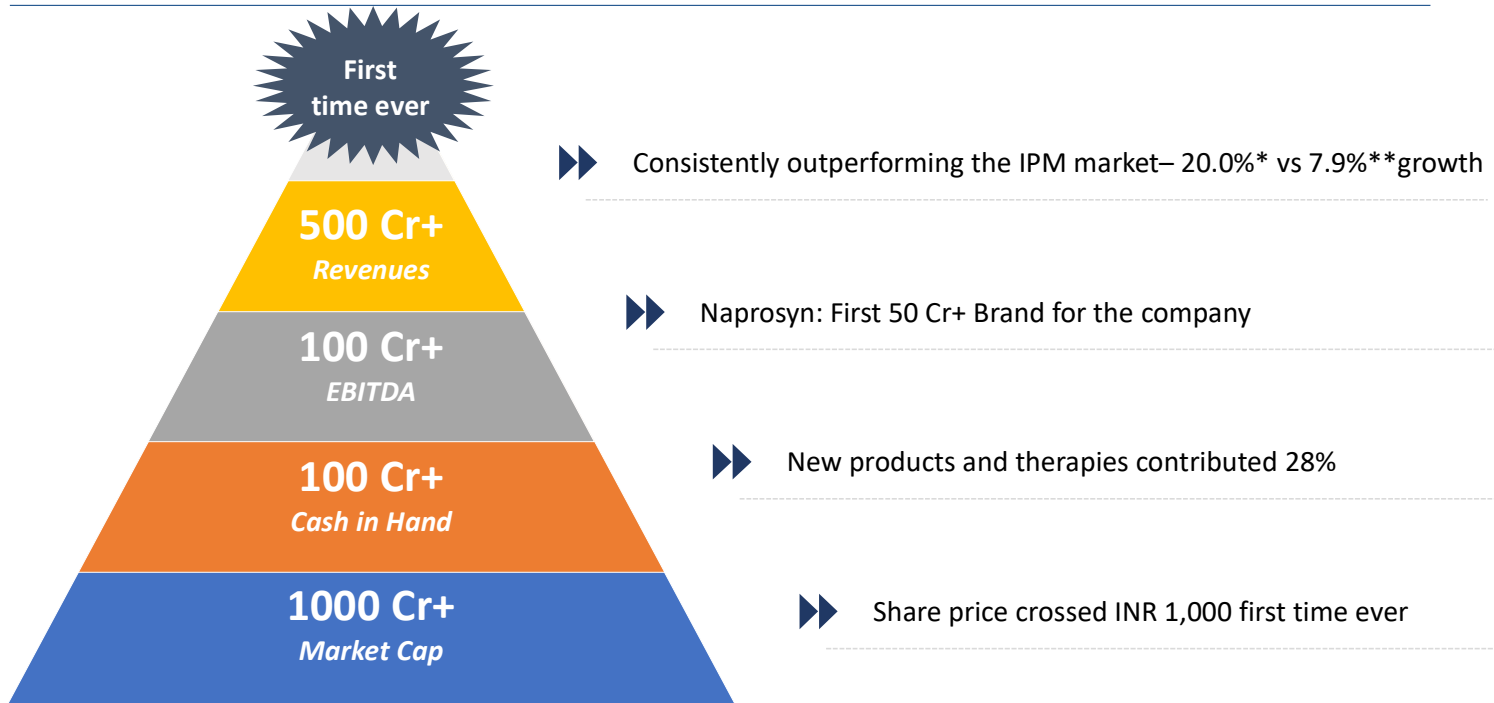 First
time ever
500 Cr+
Revenues
100 Cr+
EBITDA
100 Cr+
Cash in Hand
1000 Cr+
Market Cap
Consistently outperforming the IPM market– 20.0%* vs 7.9%**growth
Naprosyn: First 50 Cr+ Brand for the company
New products and therapies contributed 28%
Share price crossed INR 1,000 first time ever